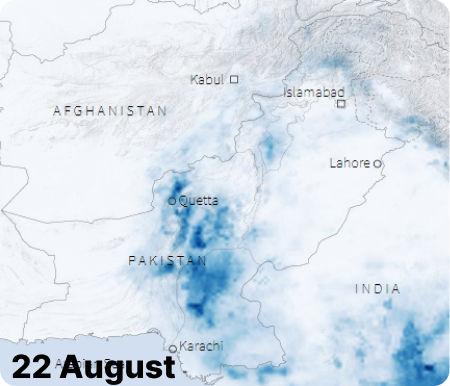 Kabul
Islamabad
AFGHANISTAN
Lahore
Quetta
PAKISTAN
INDIA
Karachi
22 August